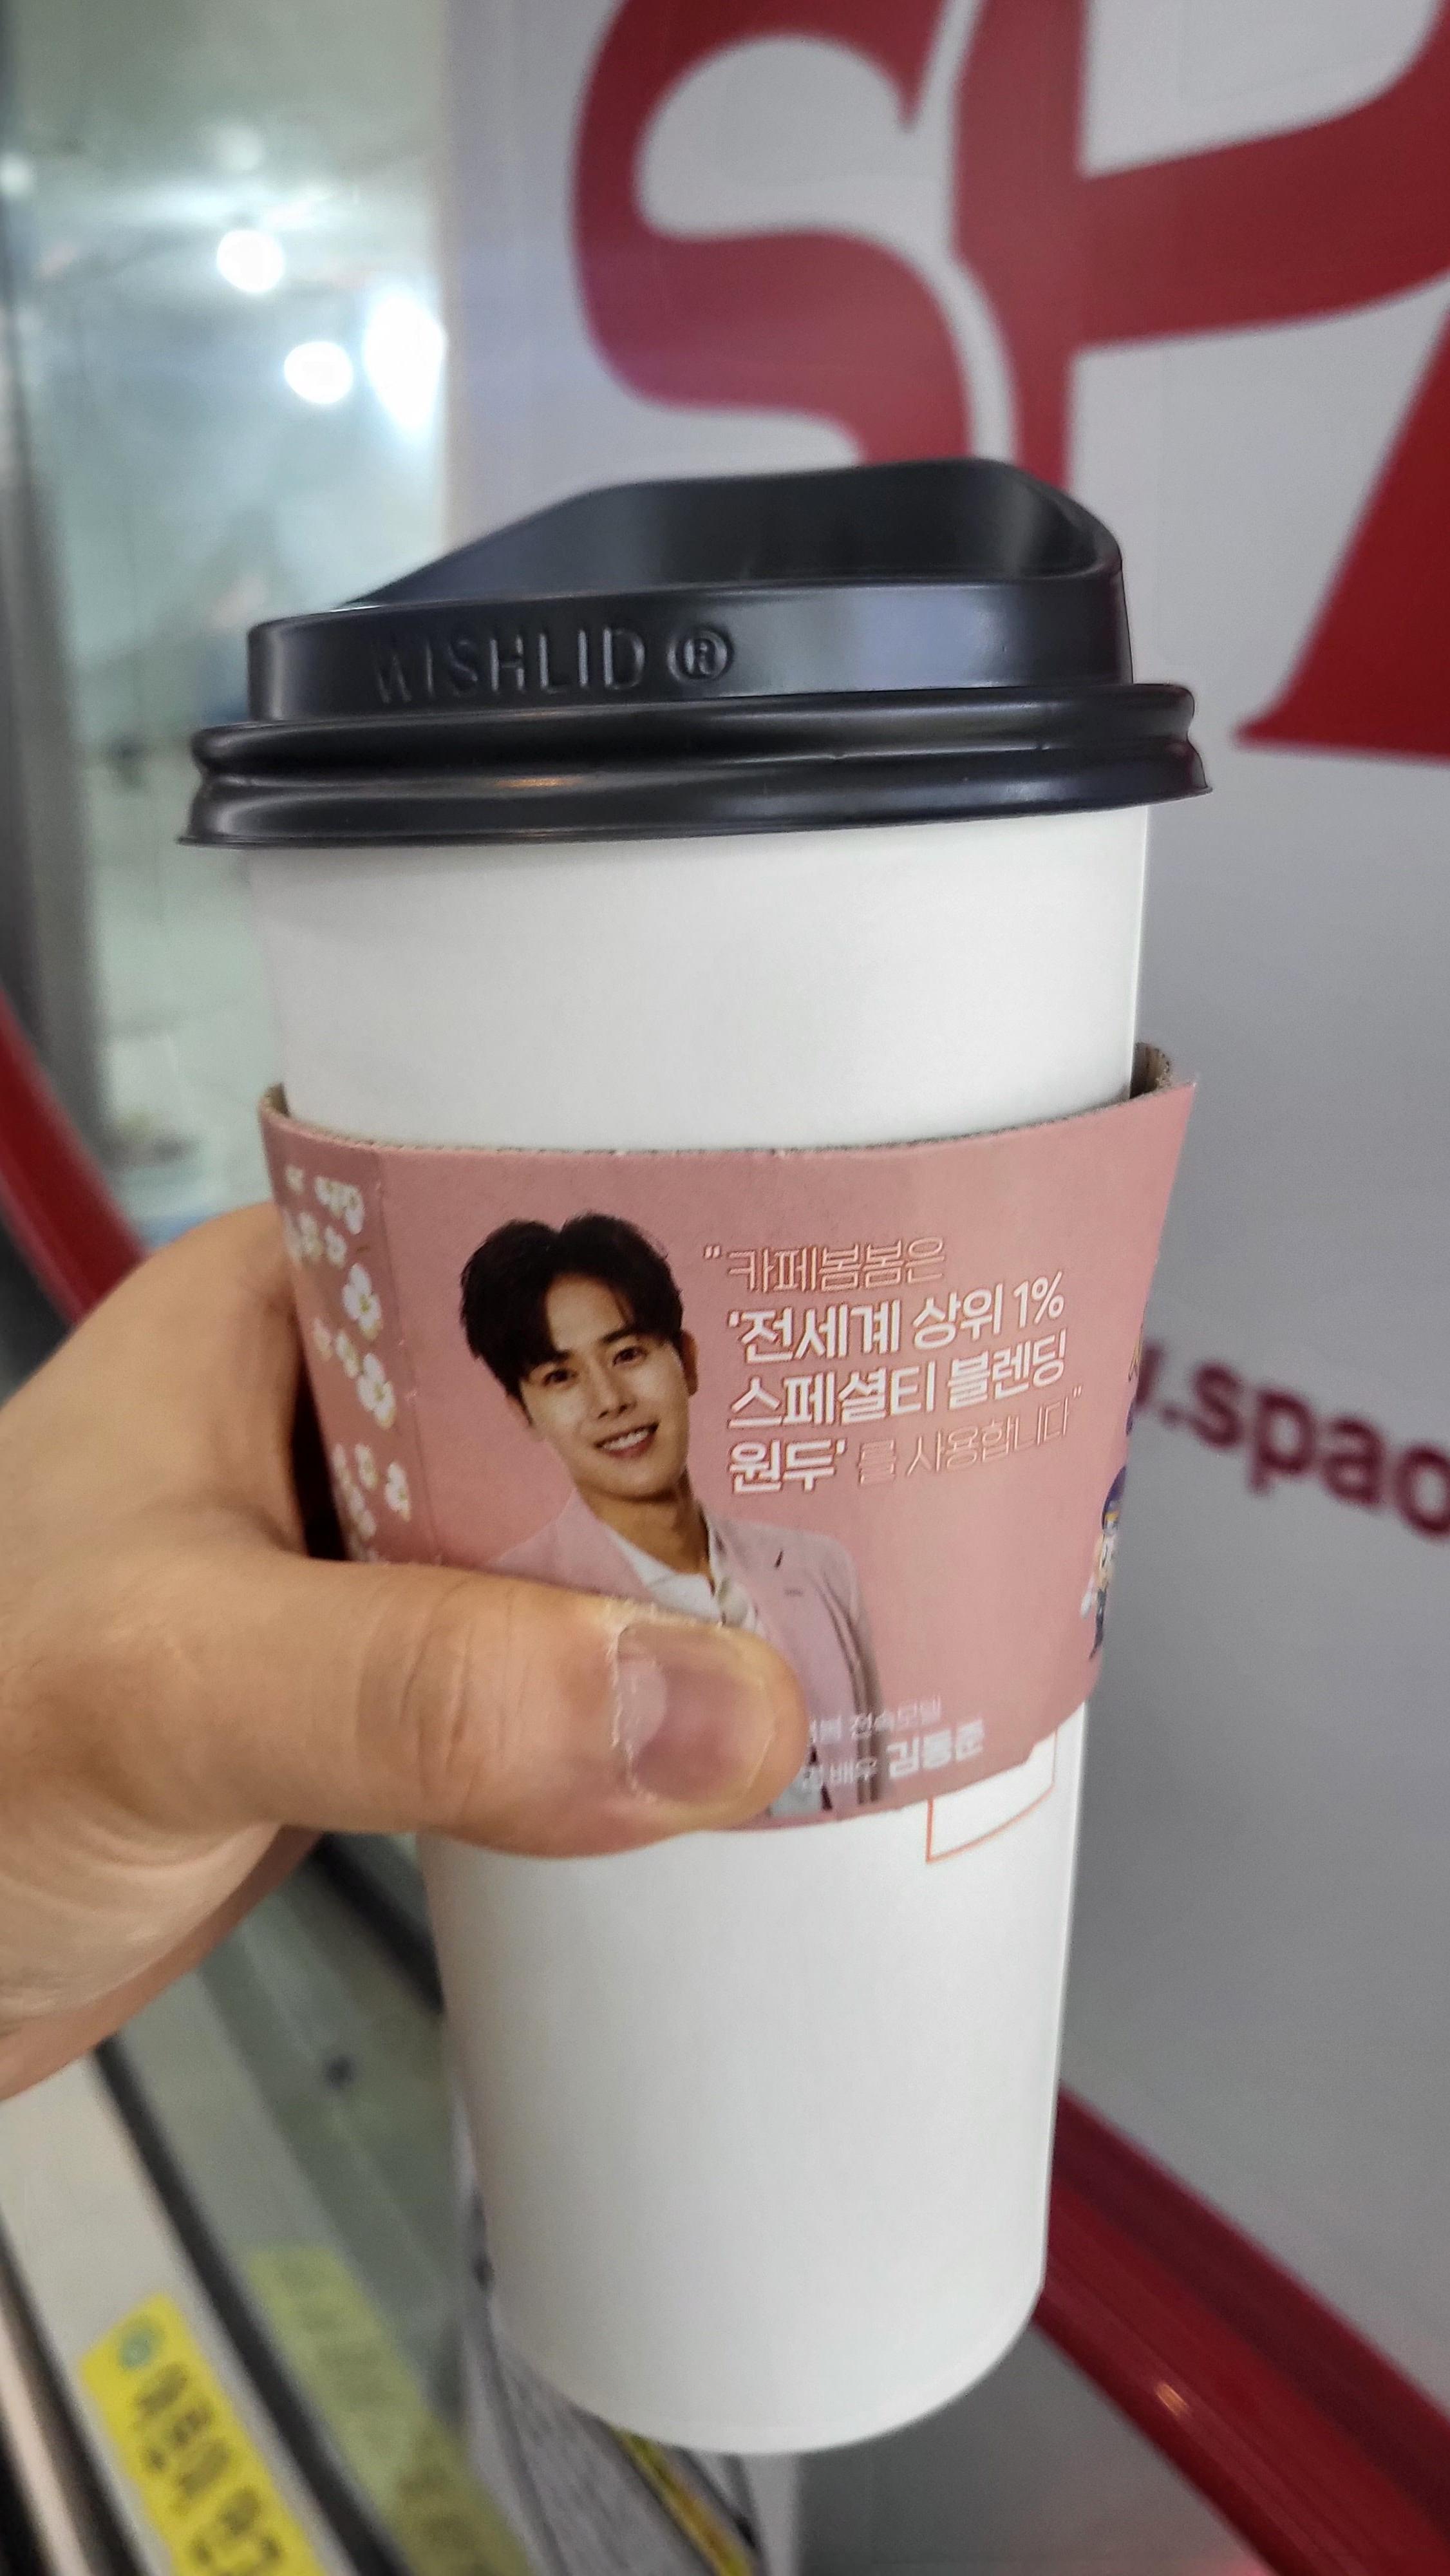 WISHLID ®
"카페봄봄은
'전세계 상위 1%
스페셜티 블렌딩
원두'를 사용합니다"
전속모델
배우 김동준
SPA
.spao